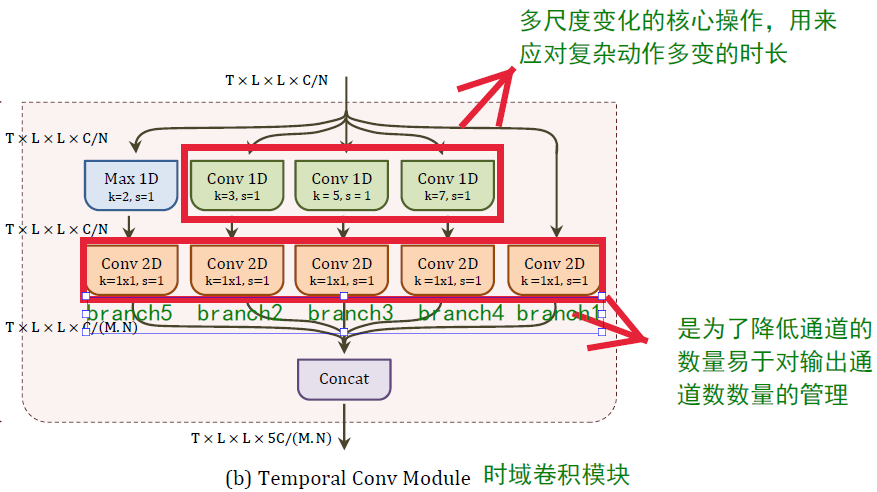 多尺度变化的核心操作，用来
应对复杂动作多变的时长
T × L × L × C/N
T × L × L × C/N
Max 1D
k=2, s=1
Conv 1D
k=3, s=1
Conv 1D
k = 5, s = 1
Conv 1D
k=7, s=1
T × L × L × C/N
Conv 2D
k=1x1, s=1
Conv 2D
k=1x1, s=1
Conv 2D
k =1x1, s=1
Conv 2D
k =1x1, s=1
Conv 2D
k =1x1, s=1
branch5 branch2 branch3 branch4 branch1
T × L × L × C/(M.N)
是为了降低通道的
数量易于对输出通
道数数量的管理
Concat
T × L × L × 5C/(M.N)
(b) Temporal Conv Module 时域卷积模块